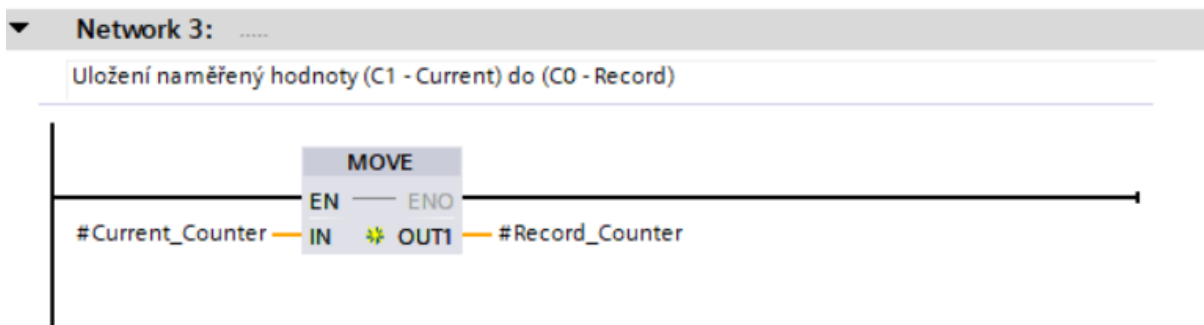 Network 3: .....
Uložení naměřený hodnoty (C1 - Current) do (C0 - Record)
MOVE
EN ENO
#Current_Counter IN OUT1 #Record_Counter